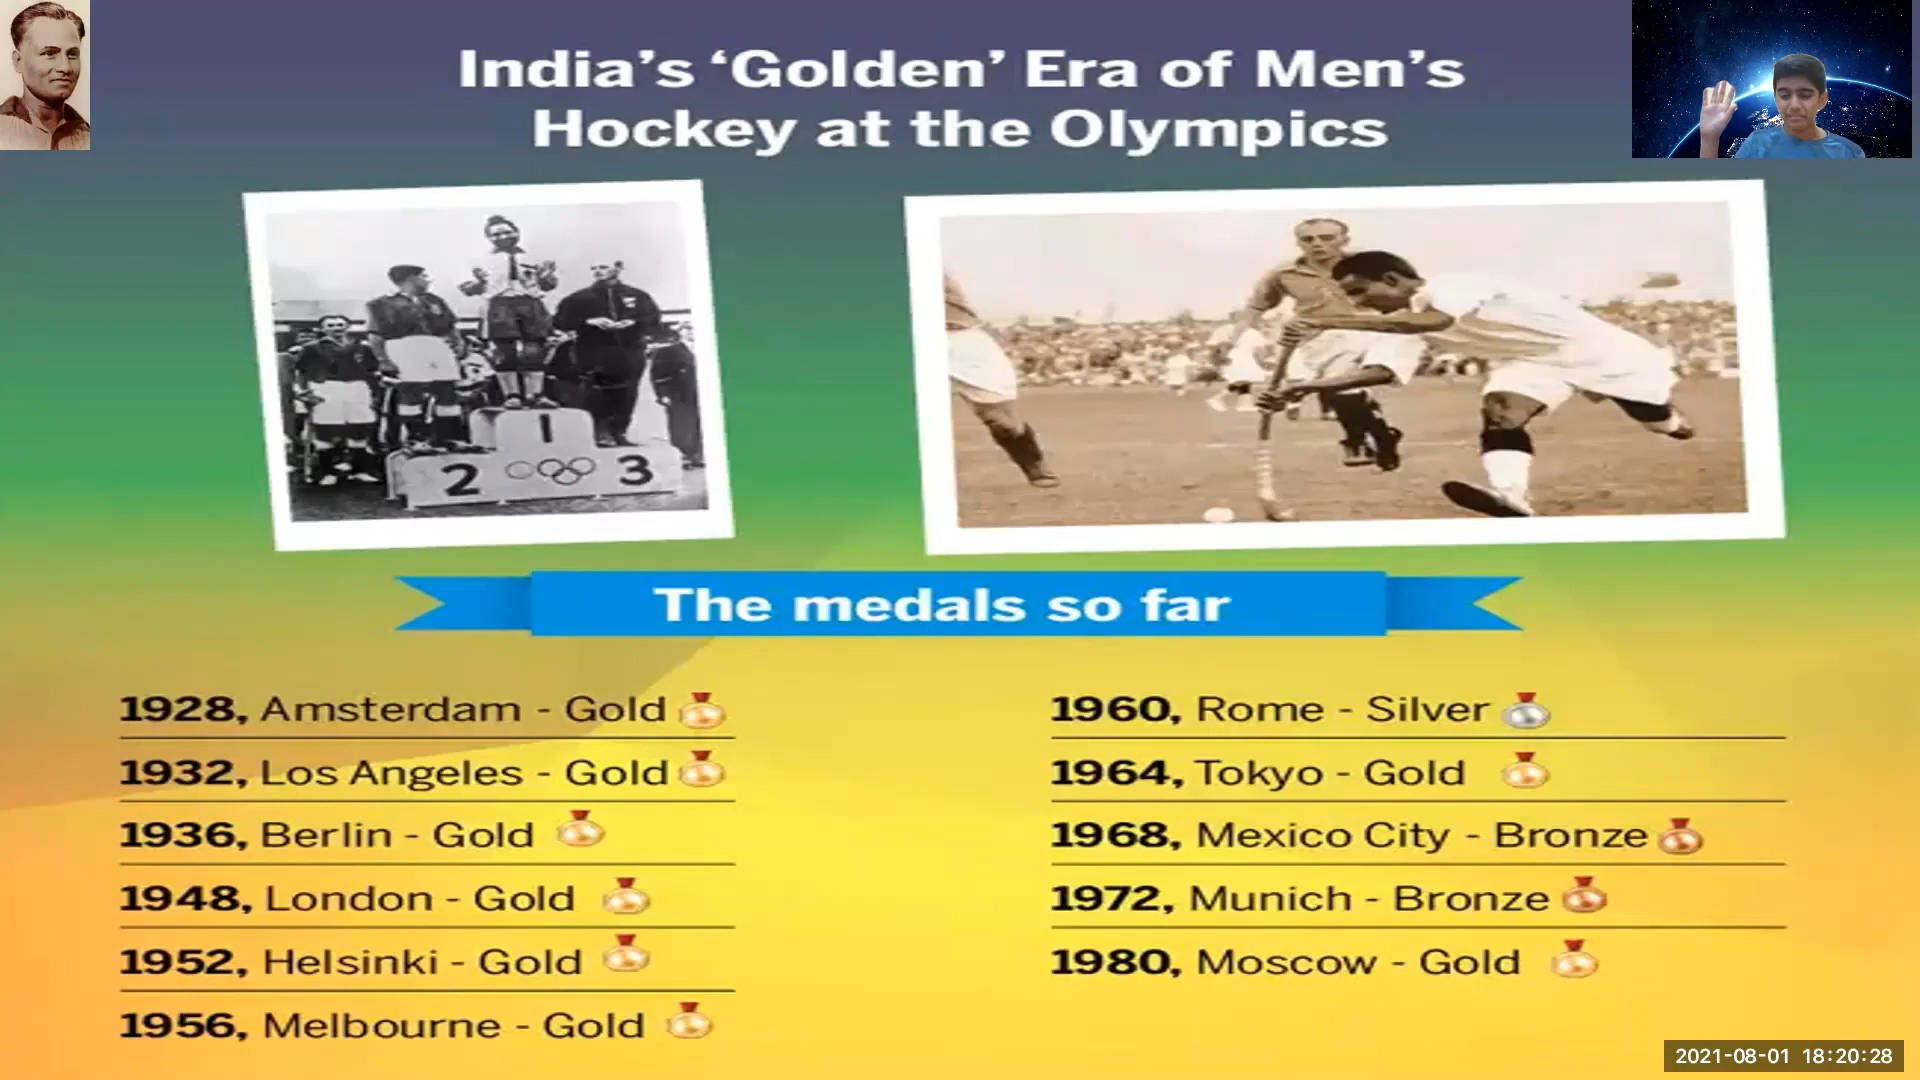 India's ‘Golden’ Era of Men's
Hockey at the Olympics
1
2
3
The medals so far
1928, Amsterdam - Gold
1932, Los Angeles - Gold
1936, Berlin - Gold
1948, London - Gold
1952, Helsinki - Gold
1956, Melbourne - Gold
1960, Rome - Silver
1964, Tokyo - Gold
1968, Mexico City - Bronze
1972, Munich - Bronze
1980, Moscow - Gold
2021-08-01 18:20:28